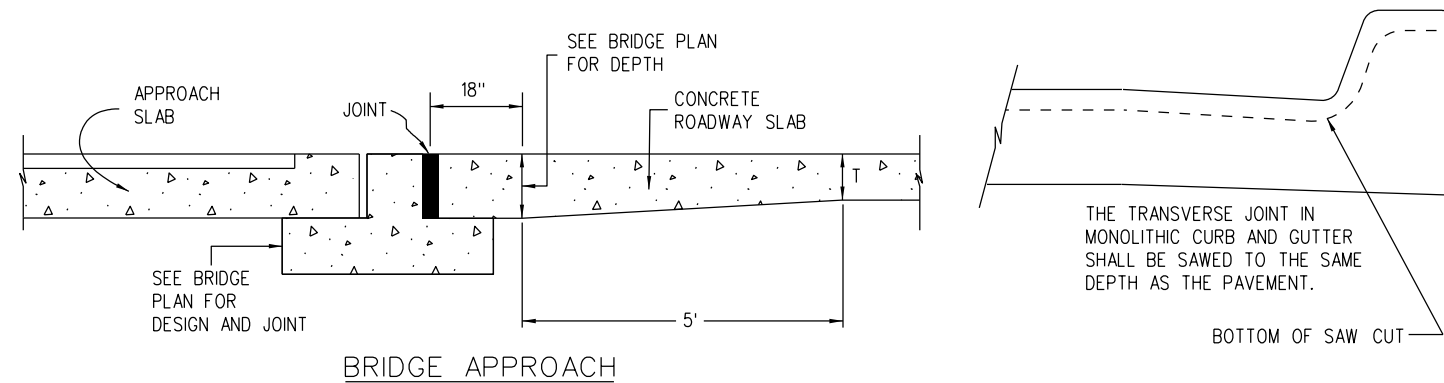 SEE BRIDGE PLAN
FOR DEPTH
18"
APPROACH
SLAB
JOINT
CONCRETE
ROADWAY SLAB
T
SEE BRIDGE
PLAN FOR
DESIGN AND JOINT
5'
BRIDGE APPROACH
THE TRANSVERSE JOINT IN
MONOLITHIC CURB AND GUTTER
SHALL BE SAWED TO THE SAME
DEPTH AS THE PAVEMENT.
BOTTOM OF SAW CUT